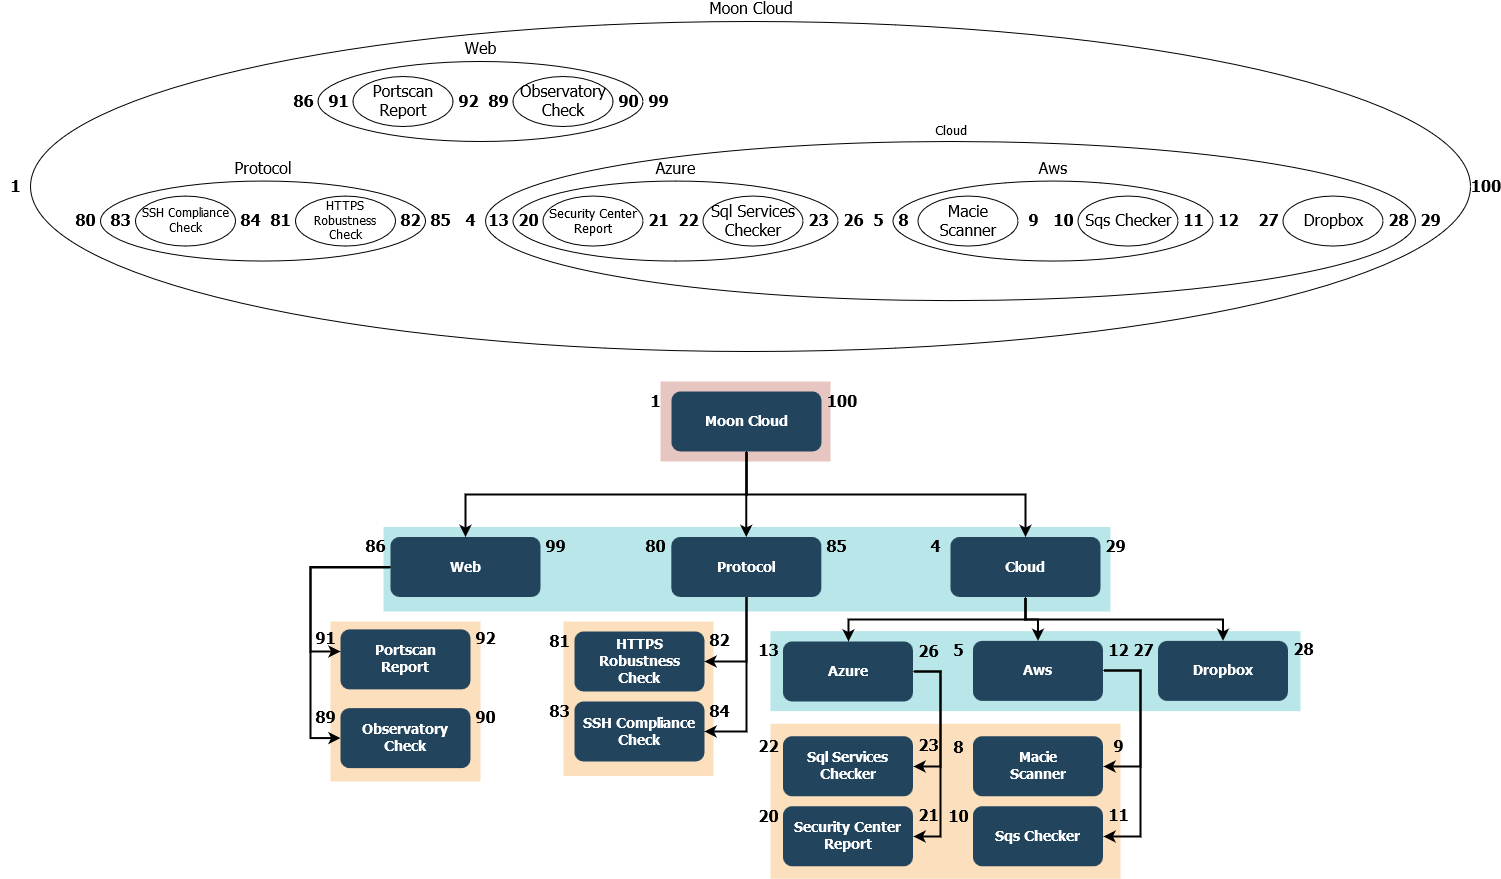 Moon Cloud
Web
86 91 Portscan Report 92 89 Observatory Check 90 99
Cloud
Protocol Azure Aws
1 100
80 83 SSH Compliance Check 84 81 HTTPS Robustness Check 82 85 4 13 20 Security Center Report 21 22 Sql Services Checker 23 26 5 8 Macie Scanner 9 10 Sqs Checker 11 12 27 Dropbox 28 29
1 Moon Cloud 100
86 Web 99 80 Protocol 85 4 Cloud 29
91 Portscan Report 92
89 Observatory Check 90
81 HTTPS Robustness Check 82
83 SSH Compliance Check 84
13 Azure 26 5 Aws 12 27 Dropbox 28
22 Sql Services Checker 23 8 Macie Scanner 9
20 Security Center Report 21 10 Sqs Checker 11